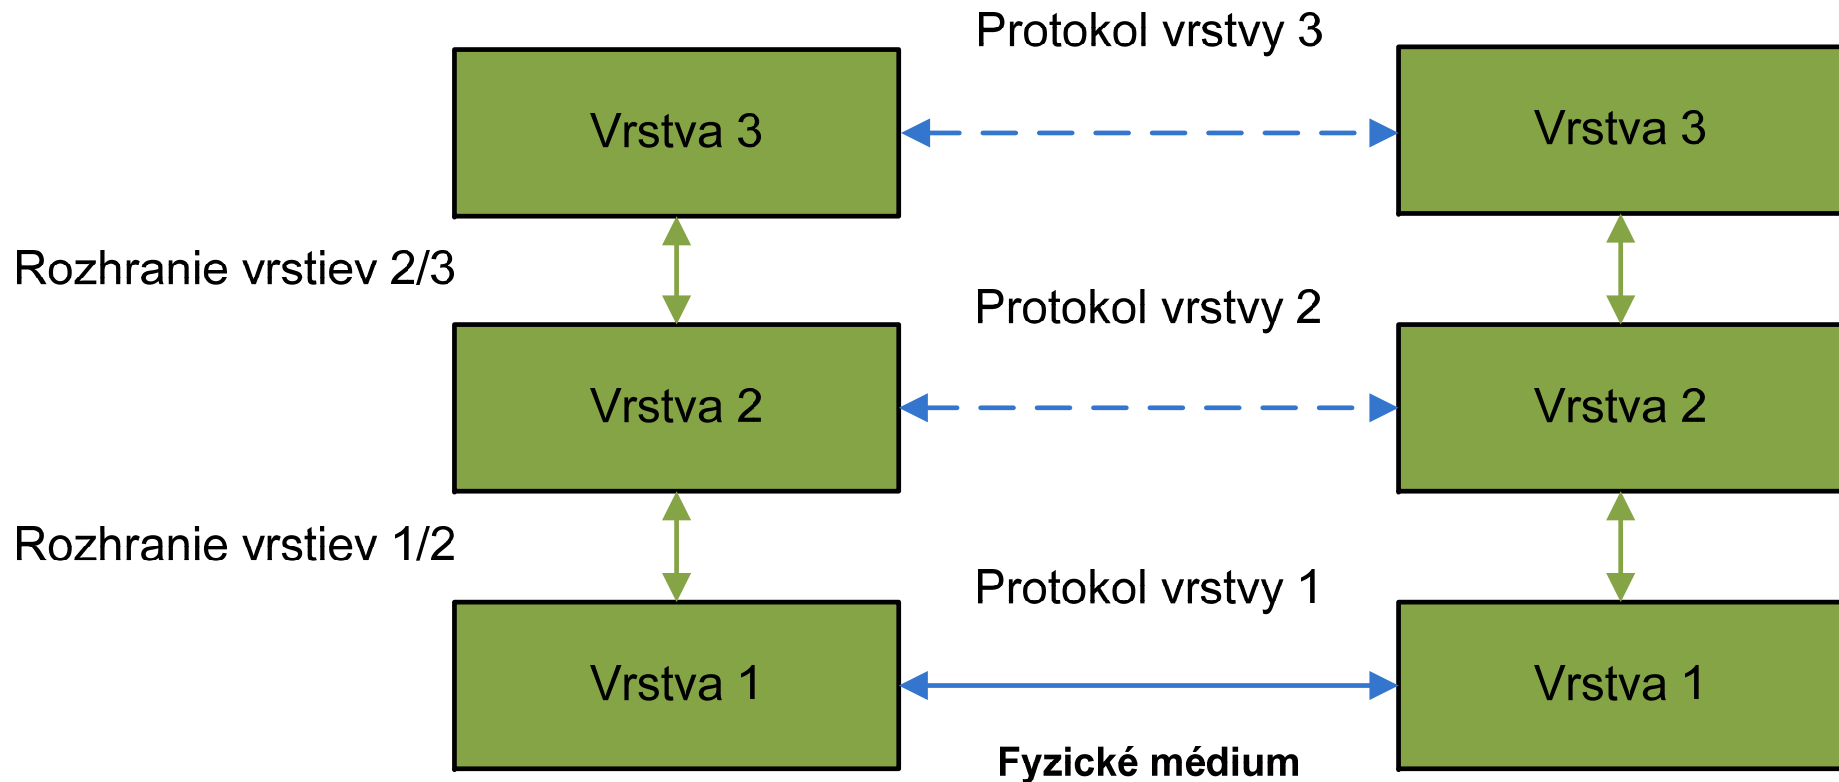 Protokol vrstvy 3
Vrstva 3
Vrstva 3
Rozhranie vrstiev 2/3
Protokol vrstvy 2
Vrstva 2
Vrstva 2
Rozhranie vrstiev 1/2
Protokol vrstvy 1
Vrstva 1
Vrstva 1
Fyzické médium